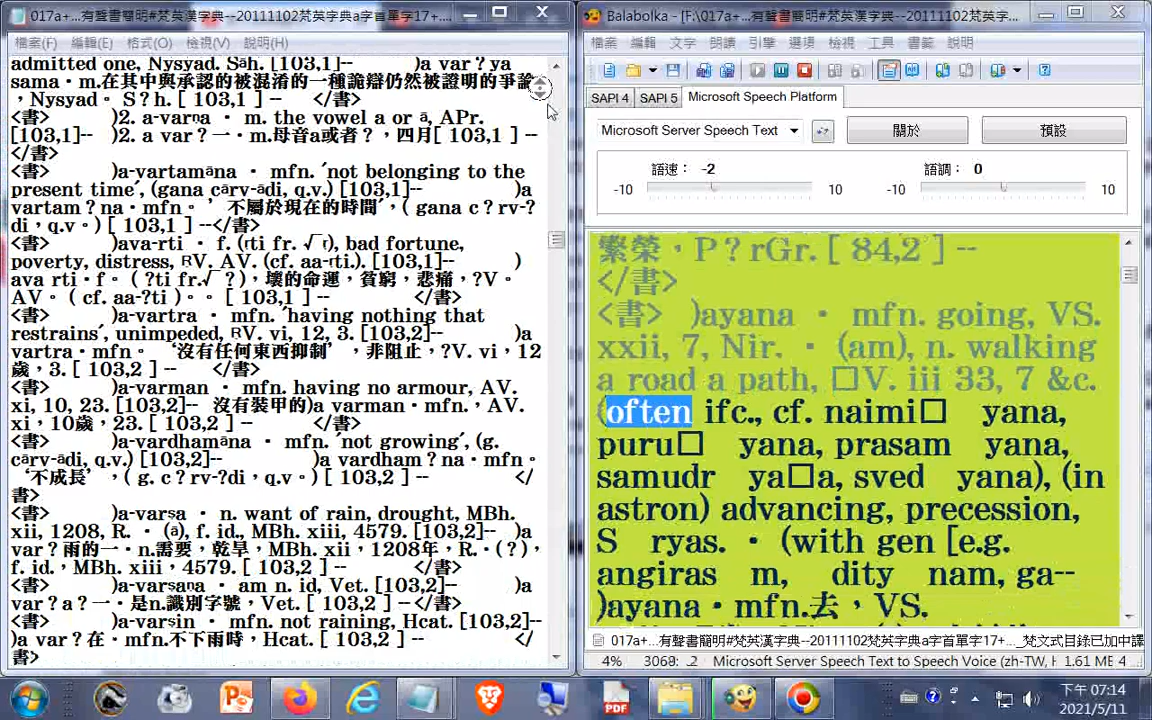 017a+...有聲書簡明#梵英漢字典--20111102梵英字典a字首單字17+...
檔案(F) 編輯(E) 格式(O) 檢視(V) 說明(H)
admitted one, Nysyad. Sāh. [103,1]-- )a var？ya
sama‧m.在其中與承認的被混淆的一種詭辯仍然被證明的爭論
，Nysyad。S？h. [ 103,1 ] -- </書>
<書> )2. a-varṇa‧m. the vowel a or ā, APr.
[103,1]-- )2. a var？一‧m.母音a或者？，四月[ 103,1 ] --
</書>
<書> )a-vartamāna‧mfn. 'not belonging to the
present time', (gana cārv-ādi, q.v.) [103,1]-- )a
vartam？na‧mfn。'不屬於現在的時間'，( gana c？rv-?
di，q.v。) [ 103,1 ] --</書>
<書> )ava-rti‧f. (ṛti fr. √ṛ), bad fortune,
poverty, distress, ṚV. AV. (cf. aa-ṛti.). [103,1]-- )
ava rti‧f。(?ti fr.√？)，壞的命運，貧窮，悲痛，?V。
AV。( cf. aa-?ti )。。[ 103,1 ] -- </書>
<書> )a-vartra‧mfn. 'having nothing that
restrains', unimpeded, ṚV. vi, 12, 3. [103,2]-- )a
vartra‧mfn。'沒有任何東西抑制'，非阻止，?V. vi，12
歲，3. [ 103,2 ] -- </書>
<書> )a-varman‧mfn. having no armour, AV.
xi, 10, 23. [103,2]-- 沒有裝甲的)a varman‧mfn.，AV.
xi，10歲，23. [ 103,2 ] -- </書>
<書> )a-vardhamāna‧mfn. 'not growing', (g.
cārv-ādi, q.v.) [103,2]-- )a vardham？na‧mfn。
'不成長'，( g. c？rv-?di，q.v。) [ 103,2 ] -- </
書>
<書> )a-varṣa‧n. want of rain, drought, MBh.
xii, 1208, R.‧(ā), f. id., MBh. xiii, 4579. [103,2]-- )a
var？雨的一‧n.需要，乾旱，MBh. xii，1208年，R.‧(？)，
f. id.，MBh. xiii，4579. [ 103,2 ] -- </書>
<書> )a-varṣaṇa‧am n. id, Vet. [103,2]-- )a
var？a？一‧是n.識別字號，Vet. [ 103,2 ] -- </書>
<書> )a-varṣin‧mfn. not raining, Hcat. [103,2]--
)a var？在‧mfn.不下雨時，Hcat. [ 103,2 ] -- </
書>
Balabolka - [F:\017a+...有聲書簡明#梵英漢字典--20111102梵英字...
檔案 編輯 文字 朗讀 引擎 選項 檢視 工具 書籤 說明
SAPI 4 SAPI 5 Microsoft Speech Platform
Microsoft Server Speech Text 關於 預設
語速： -2 語調： 0
-10 10 -10 10
繁榮，P？rGr. [ 84,2 ] --
</書>
<書> )ayana‧mfn. going, VS.
xxii, 7, Nir.‧(am), n. walking
a road a path, □V. iii 33, 7 &c.
(often ifc., cf. naimi□ yana,
puru□ yana, prasam yana,
samudr ya□a, sved yana), (in
astron) advancing, precession,
S ryas.‧(with gen [e.g.
angiras m, dity nam, ga--
)ayana‧mfn.去，VS.
017a+...有聲書簡明#梵英漢字典--20111102梵英字典a字首單字17+..._梵文式目錄已加中譯
4% 3068: .2 Microsoft Server Speech Text to Speech Voice (zh-TW, H 1.61 MB 4
PDF
下午 07:14
2021/5/11